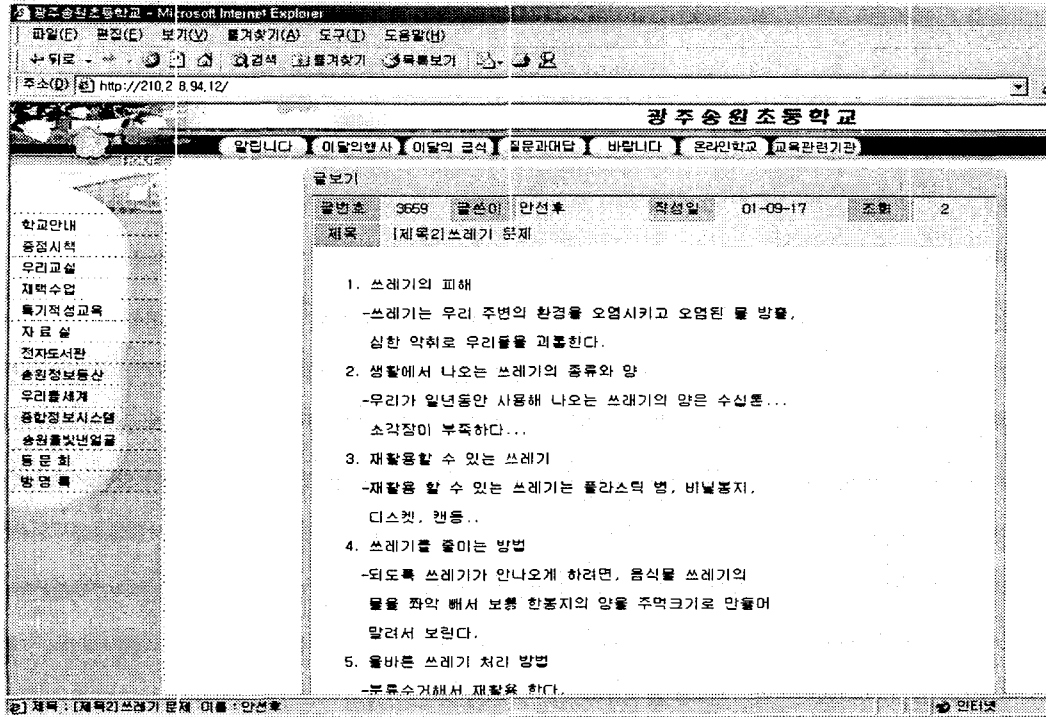 광주송원초등학교 - Microsoft Internet Explorer
파일(F) 편집(E) 보기(V) 즐겨찾기(A) 도구(T) 도움말(H)
뒤로 검색 즐겨찾기 목록보기
주소(D) http://210.2 8.94.12/
광주송원초등학교
알립니다 이달의행사 이달의 급식 질문과대답 바랍니다 온라인학교 교육관련기관
글보기
글번호 3659 글쓴이 안선후 작성일 01-09-17 조회 2
제목 [제목2]쓰레기 문제
학교안내
중점시책
우리교실
재택수업
특기적성교육
자 료 실
전자도서관
송원정보동산
우리들세계
종합정보시스템
송원을빛낸얼굴
동 문 회
방 명 록
1. 쓰레기의 피해
-쓰레기는 우리 주변의 환경을 오염시키고 오염된 물 방출,
심한 악취로 우리들을 괴롭힌다.
2. 생활에서 나오는 쓰레기의 종류와 양
-우리가 일년동안 사용해 나오는 쓰래기의 양은 수십톤...
소각장이 부족하다...
3. 재활용할 수 있는 쓰레기
-재활용 할 수 있는 쓰레기는 플라스틱 병, 비닐봉지,
디스켓, 캔등..
4. 쓰레기를 줄이는 방법
-되도록 쓰레기가 안나오게 하려면, 음식물 쓰레기의
물을 좌악 빼서 보통 한봉지의 양을 주먹크기로 만들어
말려서 보린다.
5. 올바른 쓰레기 처리 방법
-분류수거해서 재활용 한다.
제목 : [제목2]쓰레기 문제 이름 : 안선후
인터넷